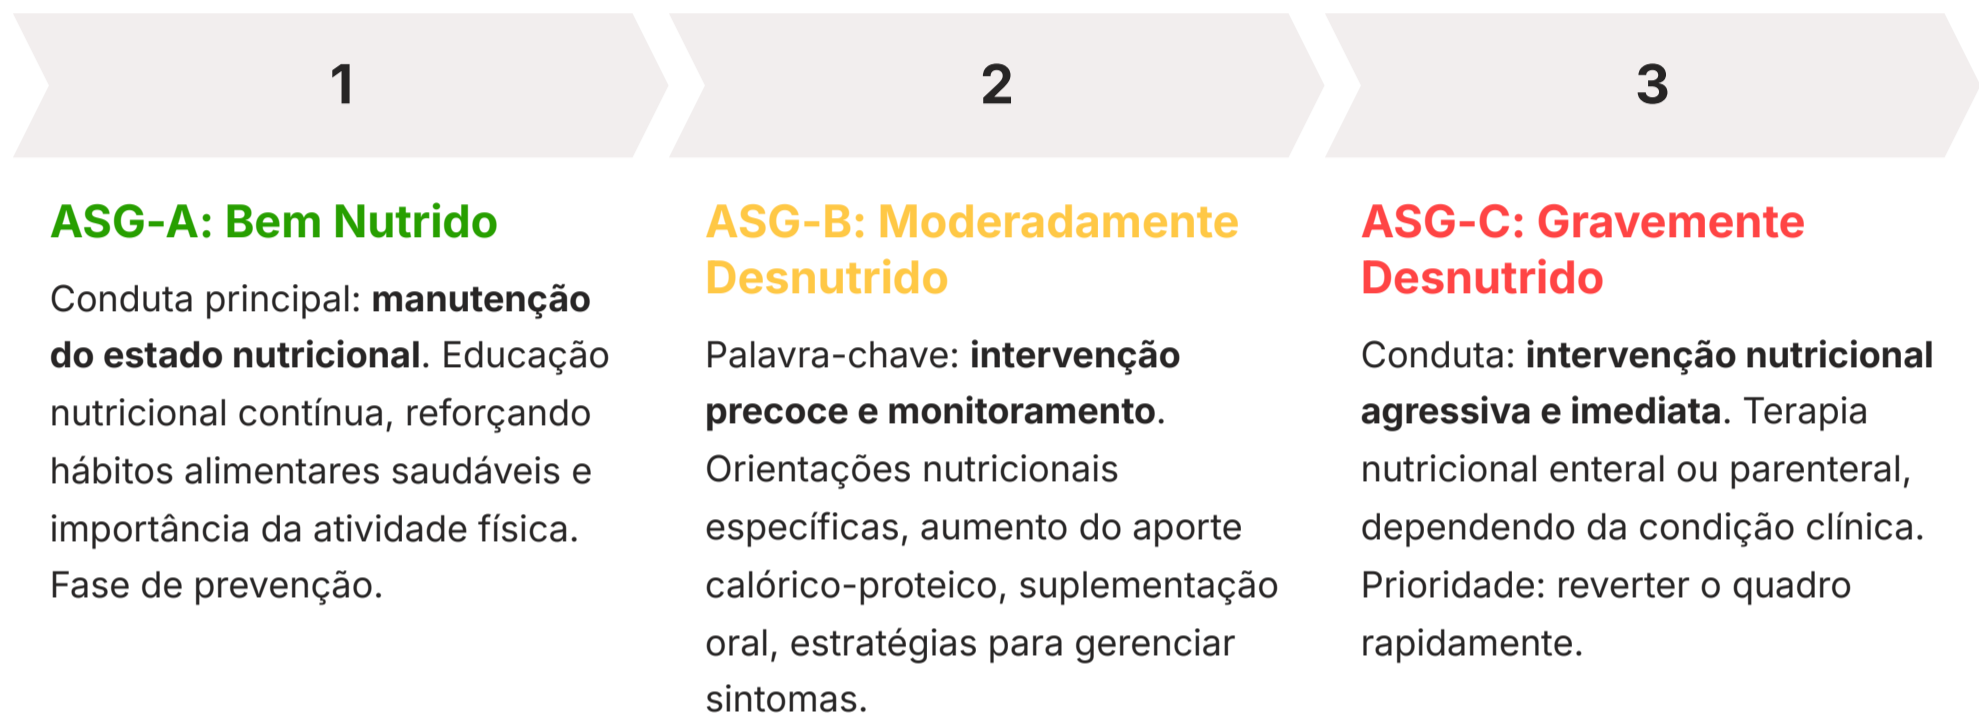 1
2
3
ASG-A: Bem Nutrido
Conduta principal: manutenção
do estado nutricional. Educação
nutricional contínua, reforçando
hábitos alimentares saudáveis e
importância da atividade física.
Fase de prevenção.
ASG-B: Moderadamente
Desnutrido
Palavra-chave: intervenção
precoce e monitoramento.
Orientações nutricionais
específicas, aumento do aporte
calórico-proteico, suplementação
oral, estratégias para gerenciar
sintomas.
ASG-C: Gravemente
Desnutrido
Conduta: intervenção nutricional
agressiva e imediata. Terapia
nutricional enteral ou parenteral,
dependendo da condição clínica.
Prioridade: reverter o quadro
rapidamente.